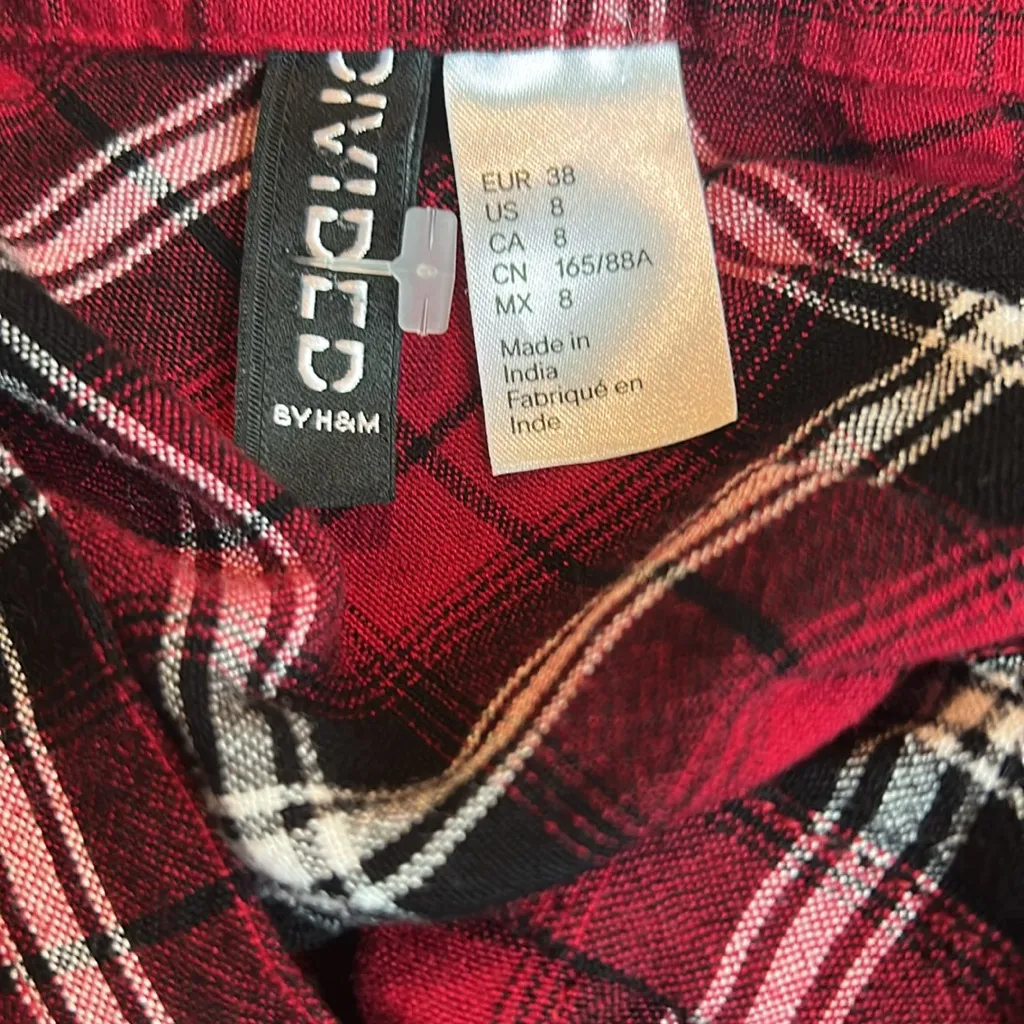 DIVIDED
BY H&M
EUR 38
US 8
CA 8
CN 165/88A
MX 8
Made in
India
Fabriqué en
Inde